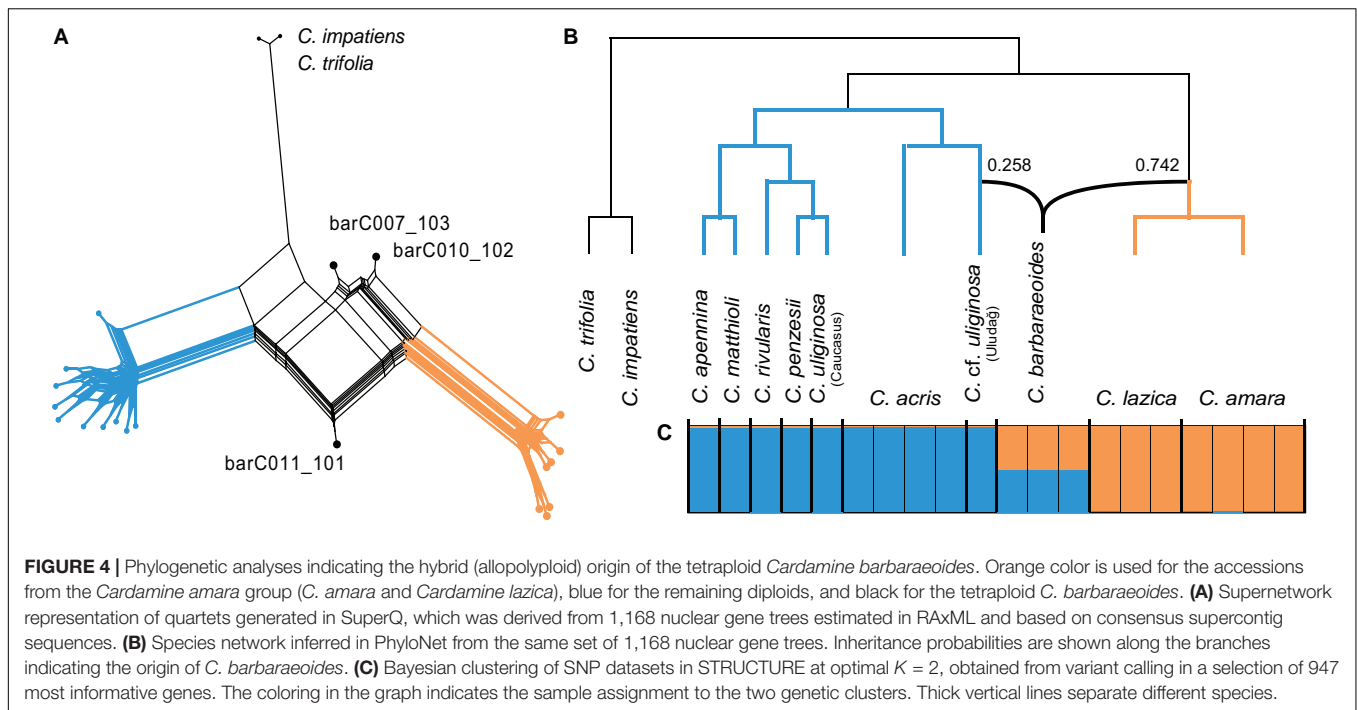 A
C. impatiens
C. trifolia
barC007_103
barC010_102
barC011_101
B
0.258
0.742
C. trifolia
C. impatiens
C. apennina
C. matthioli
C. rivularis
C. penzesii
C. uliginosa
(Caucasus)
C. acris
C. cf. uliginosa
(Uludağ)
C. barbaraeoides
C. lazica
C. amara
C
FIGURE 4 | Phylogenetic analyses indicating the hybrid (allopolyploid) origin of the tetraploid Cardamine barbaraeoides. Orange color is used for the accessions
from the Cardamine amara group (C. amara and Cardamine lazica), blue for the remaining diploids, and black for the tetraploid C. barbaraeoides. (A) Supernetwork
representation of quartets generated in SuperQ, which was derived from 1,168 nuclear gene trees estimated in RAxML and based on consensus supercontig
sequences. (B) Species network inferred in PhyloNet from the same set of 1,168 nuclear gene trees. Inheritance probabilities are shown along the branches
indicating the origin of C. barbaraeoides. (C) Bayesian clustering of SNP datasets in STRUCTURE at optimal K = 2, obtained from variant calling in a selection of 947
most informative genes. The coloring in the graph indicates the sample assignment to the two genetic clusters. Thick vertical lines separate different species.